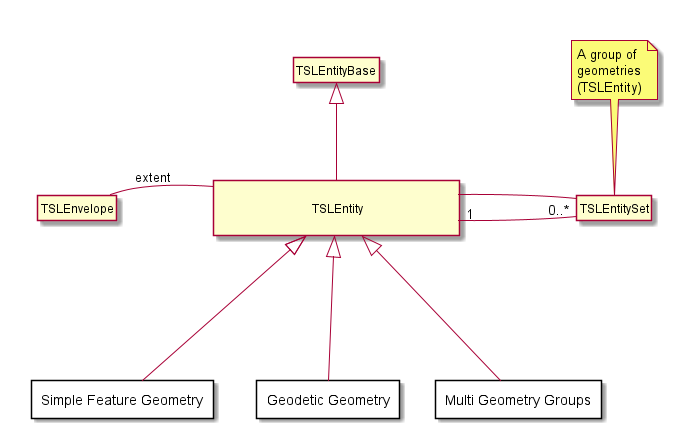 A group of
geometries
(TSLEntity)
TSLEntityBase
extent
TSLEnvelope
TSLEntity
1
0..*
TSLEntitySet
Simple Feature Geometry
Geodetic Geometry
Multi Geometry Groups